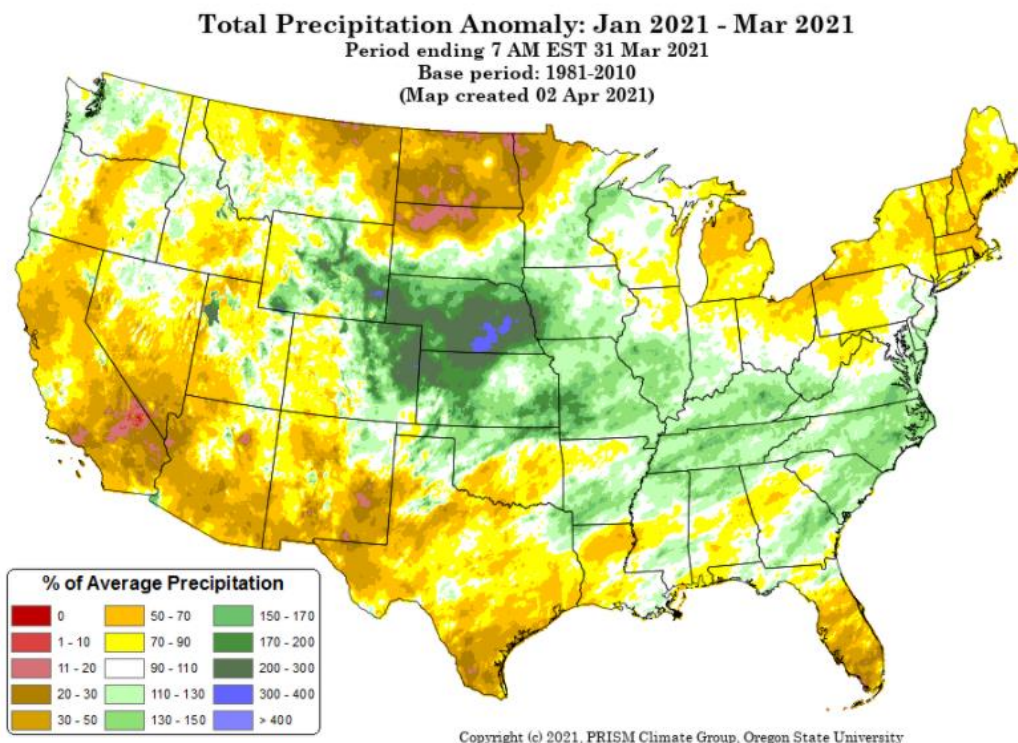 Total Precipitation Anomaly: Jan 2021 - Mar 2021
Period ending 7 AM EST 31 Mar 2021
Base period: 1981-2010
(Map created 02 Apr 2021)
% of Average Precipitation
0 50 - 70 150 - 170
1 - 10 70 - 90 170 - 200
11 - 20 90 - 110 200 - 300
20 - 30 110 - 130 300 - 400
30 - 50 130 - 150 > 400
Copyright (c) 2021, PRISM Climate Group, Oregon State University